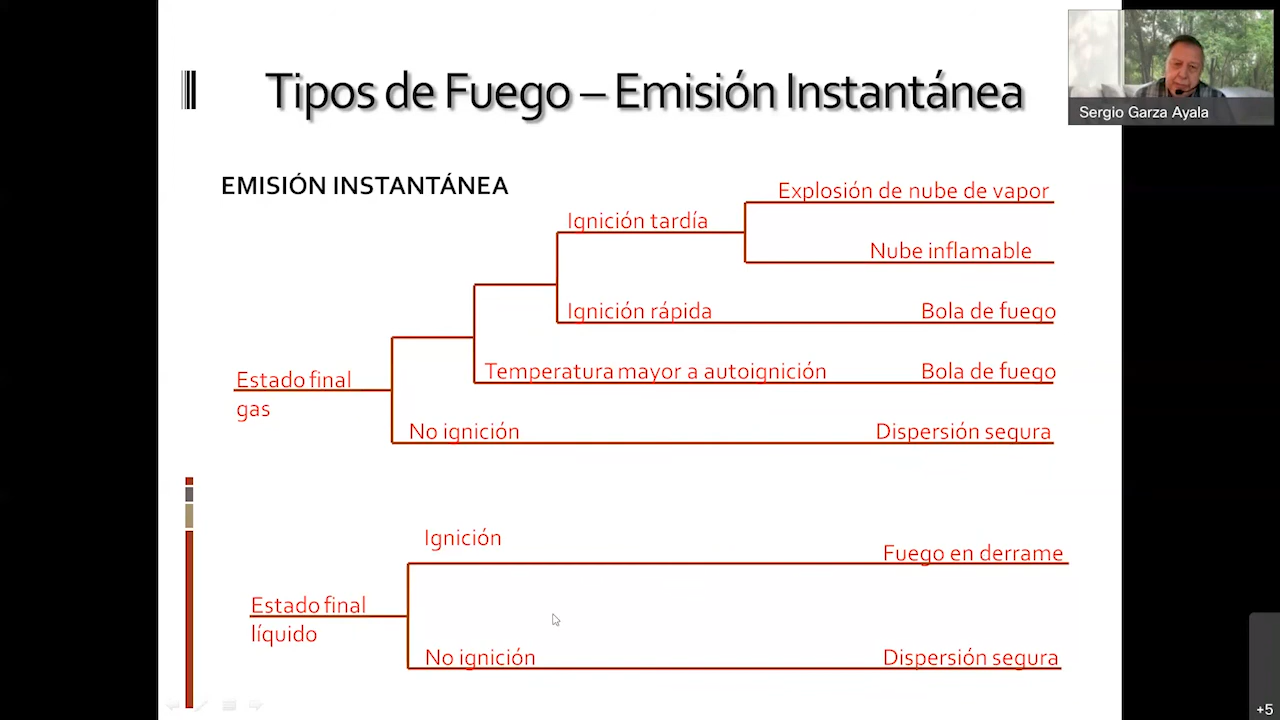 Tipos de Fuego – Emisión Instantánea
Sergio Garza Ayala
EMISIÓN INSTANTÁNEA
Explosión de nube de vapor
Ignición tardía
Nube inflamable
Ignición rápida
Bola de fuego
Temperatura mayor a autoignición
Bola de fuego
Estado final
gas
No ignición
Dispersión segura
Ignición
Fuego en derrame
Estado final
líquido
No ignición
Dispersión segura
+5